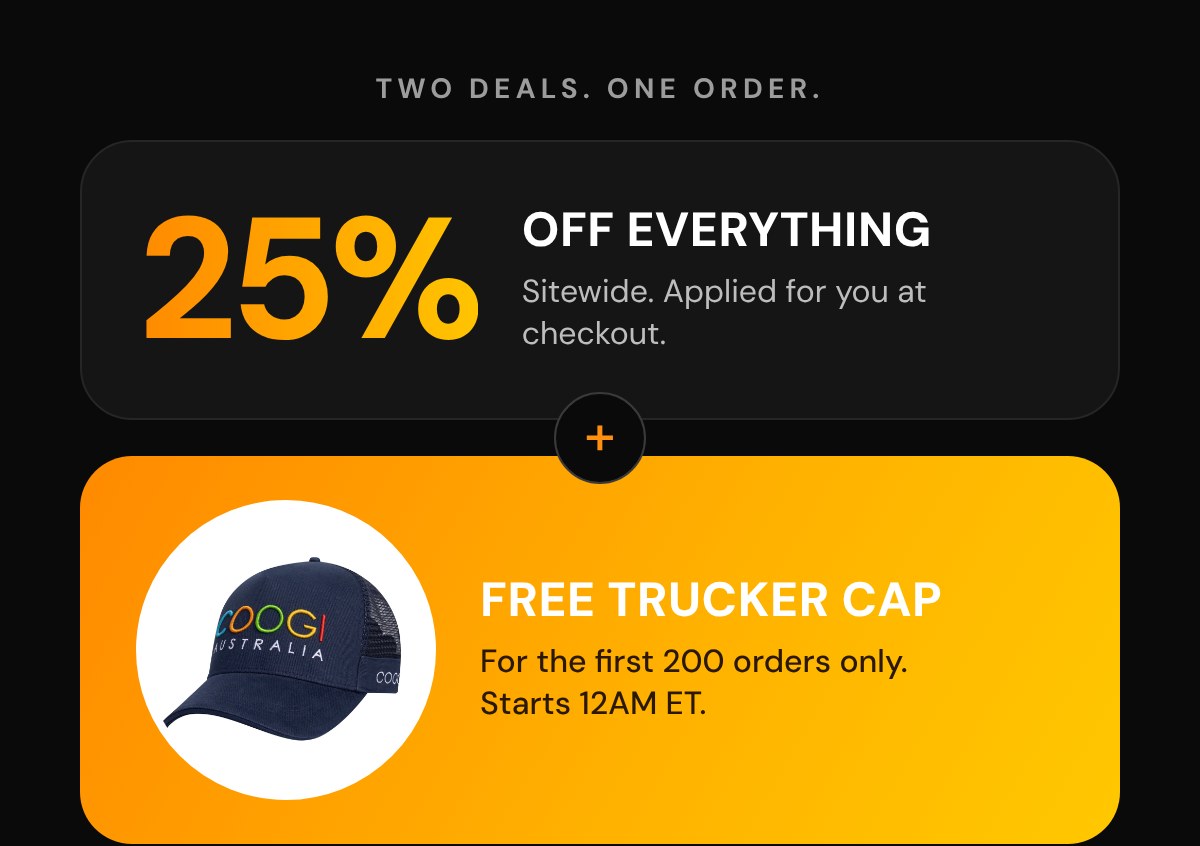 TWO DEALS. ONE ORDER.
25%
OFF EVERYTHING
Sitewide. Applied for you at
checkout.
+
COOGI
AUSTRALIA
COOG
FREE TRUCKER CAP
For the first 200 orders only.
Starts 12AM ET.